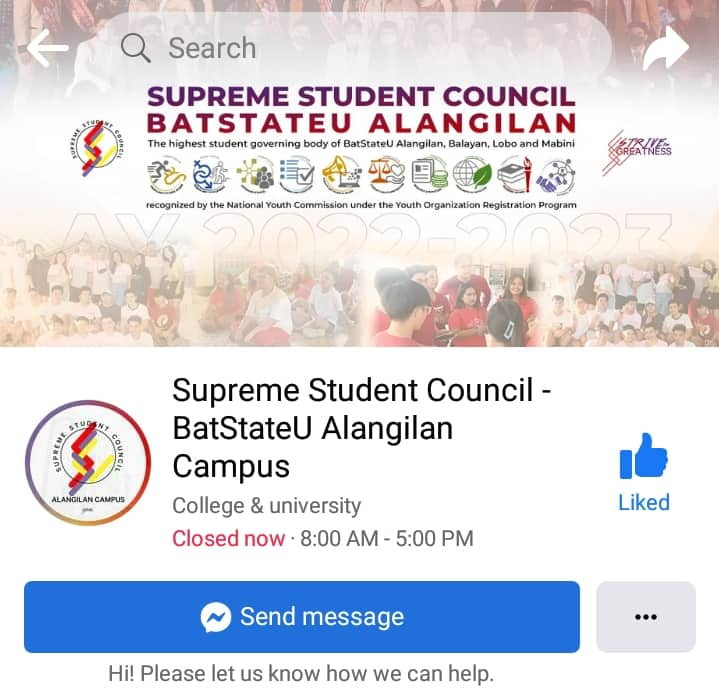 Search
SUPREME STUDENT COUNCIL
BATSTATEU ALANGILAN
The highest student governing body of BatStateU Alangilan, Balayan, Lobo and Mabini
SUPREME STUDENT COUNCIL
STRIVE for
GREATNESS
recognized by the National Youth Commission under the Youth Organization Registration Program
AY 2022-2023
Supreme Student Council -
BatStateU Alangilan
Campus
SUPREME STUDENT COUNCIL
ALANGILAN CAMPUS
College & university
Closed now · 8:00 AM - 5:00 PM
Liked
Send message
Hi! Please let us know how we can help.